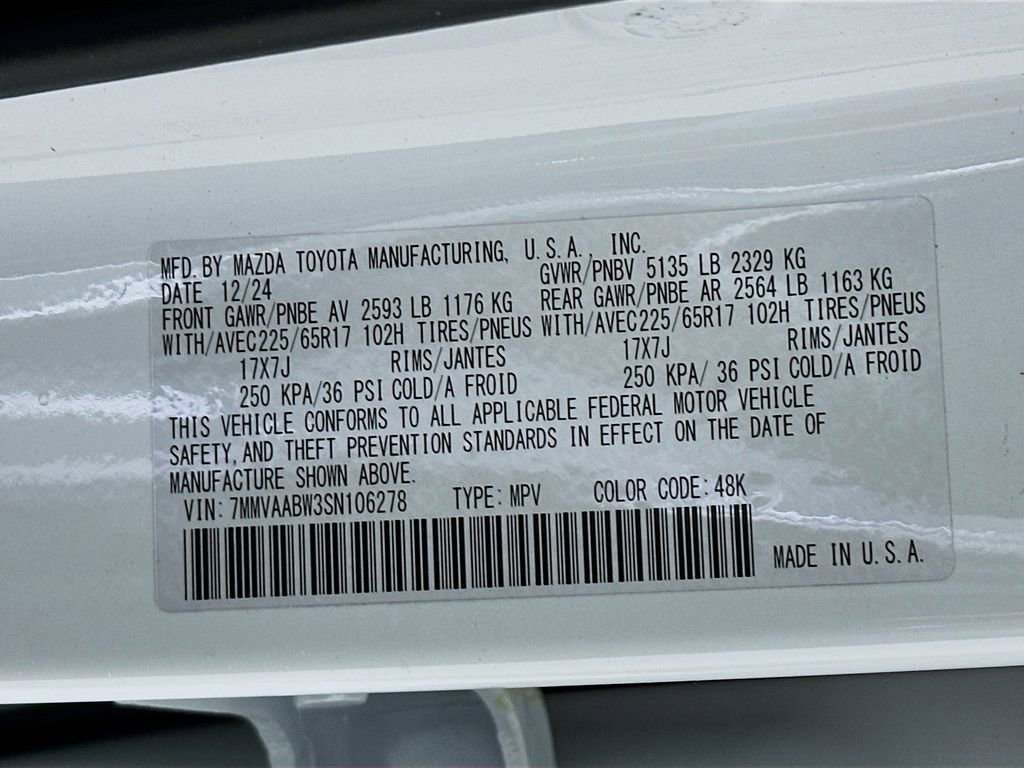 MFD. BY MAZDA TOYOTA MANUFACTURING, U.S.A., INC.
DATE 12/24 GVWR/PNBV 5135 LB 2329 KG
FRONT GAWR/PNBE AV 2593 LB 1176 KG REAR GAWR/PNBE AR 2564 LB 1163 KG
WITH/AVEC225/65R17 102H TIRES/PNEUS WITH/AVEC225/65R17 102H TIRES/PNEUS
17X7J RIMS/JANTES 17X7J RIMS/JANTES
250 KPA/36 PSI COLD/A FROID 250 KPA/ 36 PSI COLD/A FROID
THIS VEHICLE CONFORMS TO ALL APPLICABLE FEDERAL MOTOR VEHICLE
SAFETY, AND THEFT PREVENTION STANDARDS IN EFFECT ON THE DATE OF
MANUFACTURE SHOWN ABOVE.
VIN: 7MMVAABW3SN106278 TYPE: MPV COLOR CODE: 48K
MADE IN U.S.A.